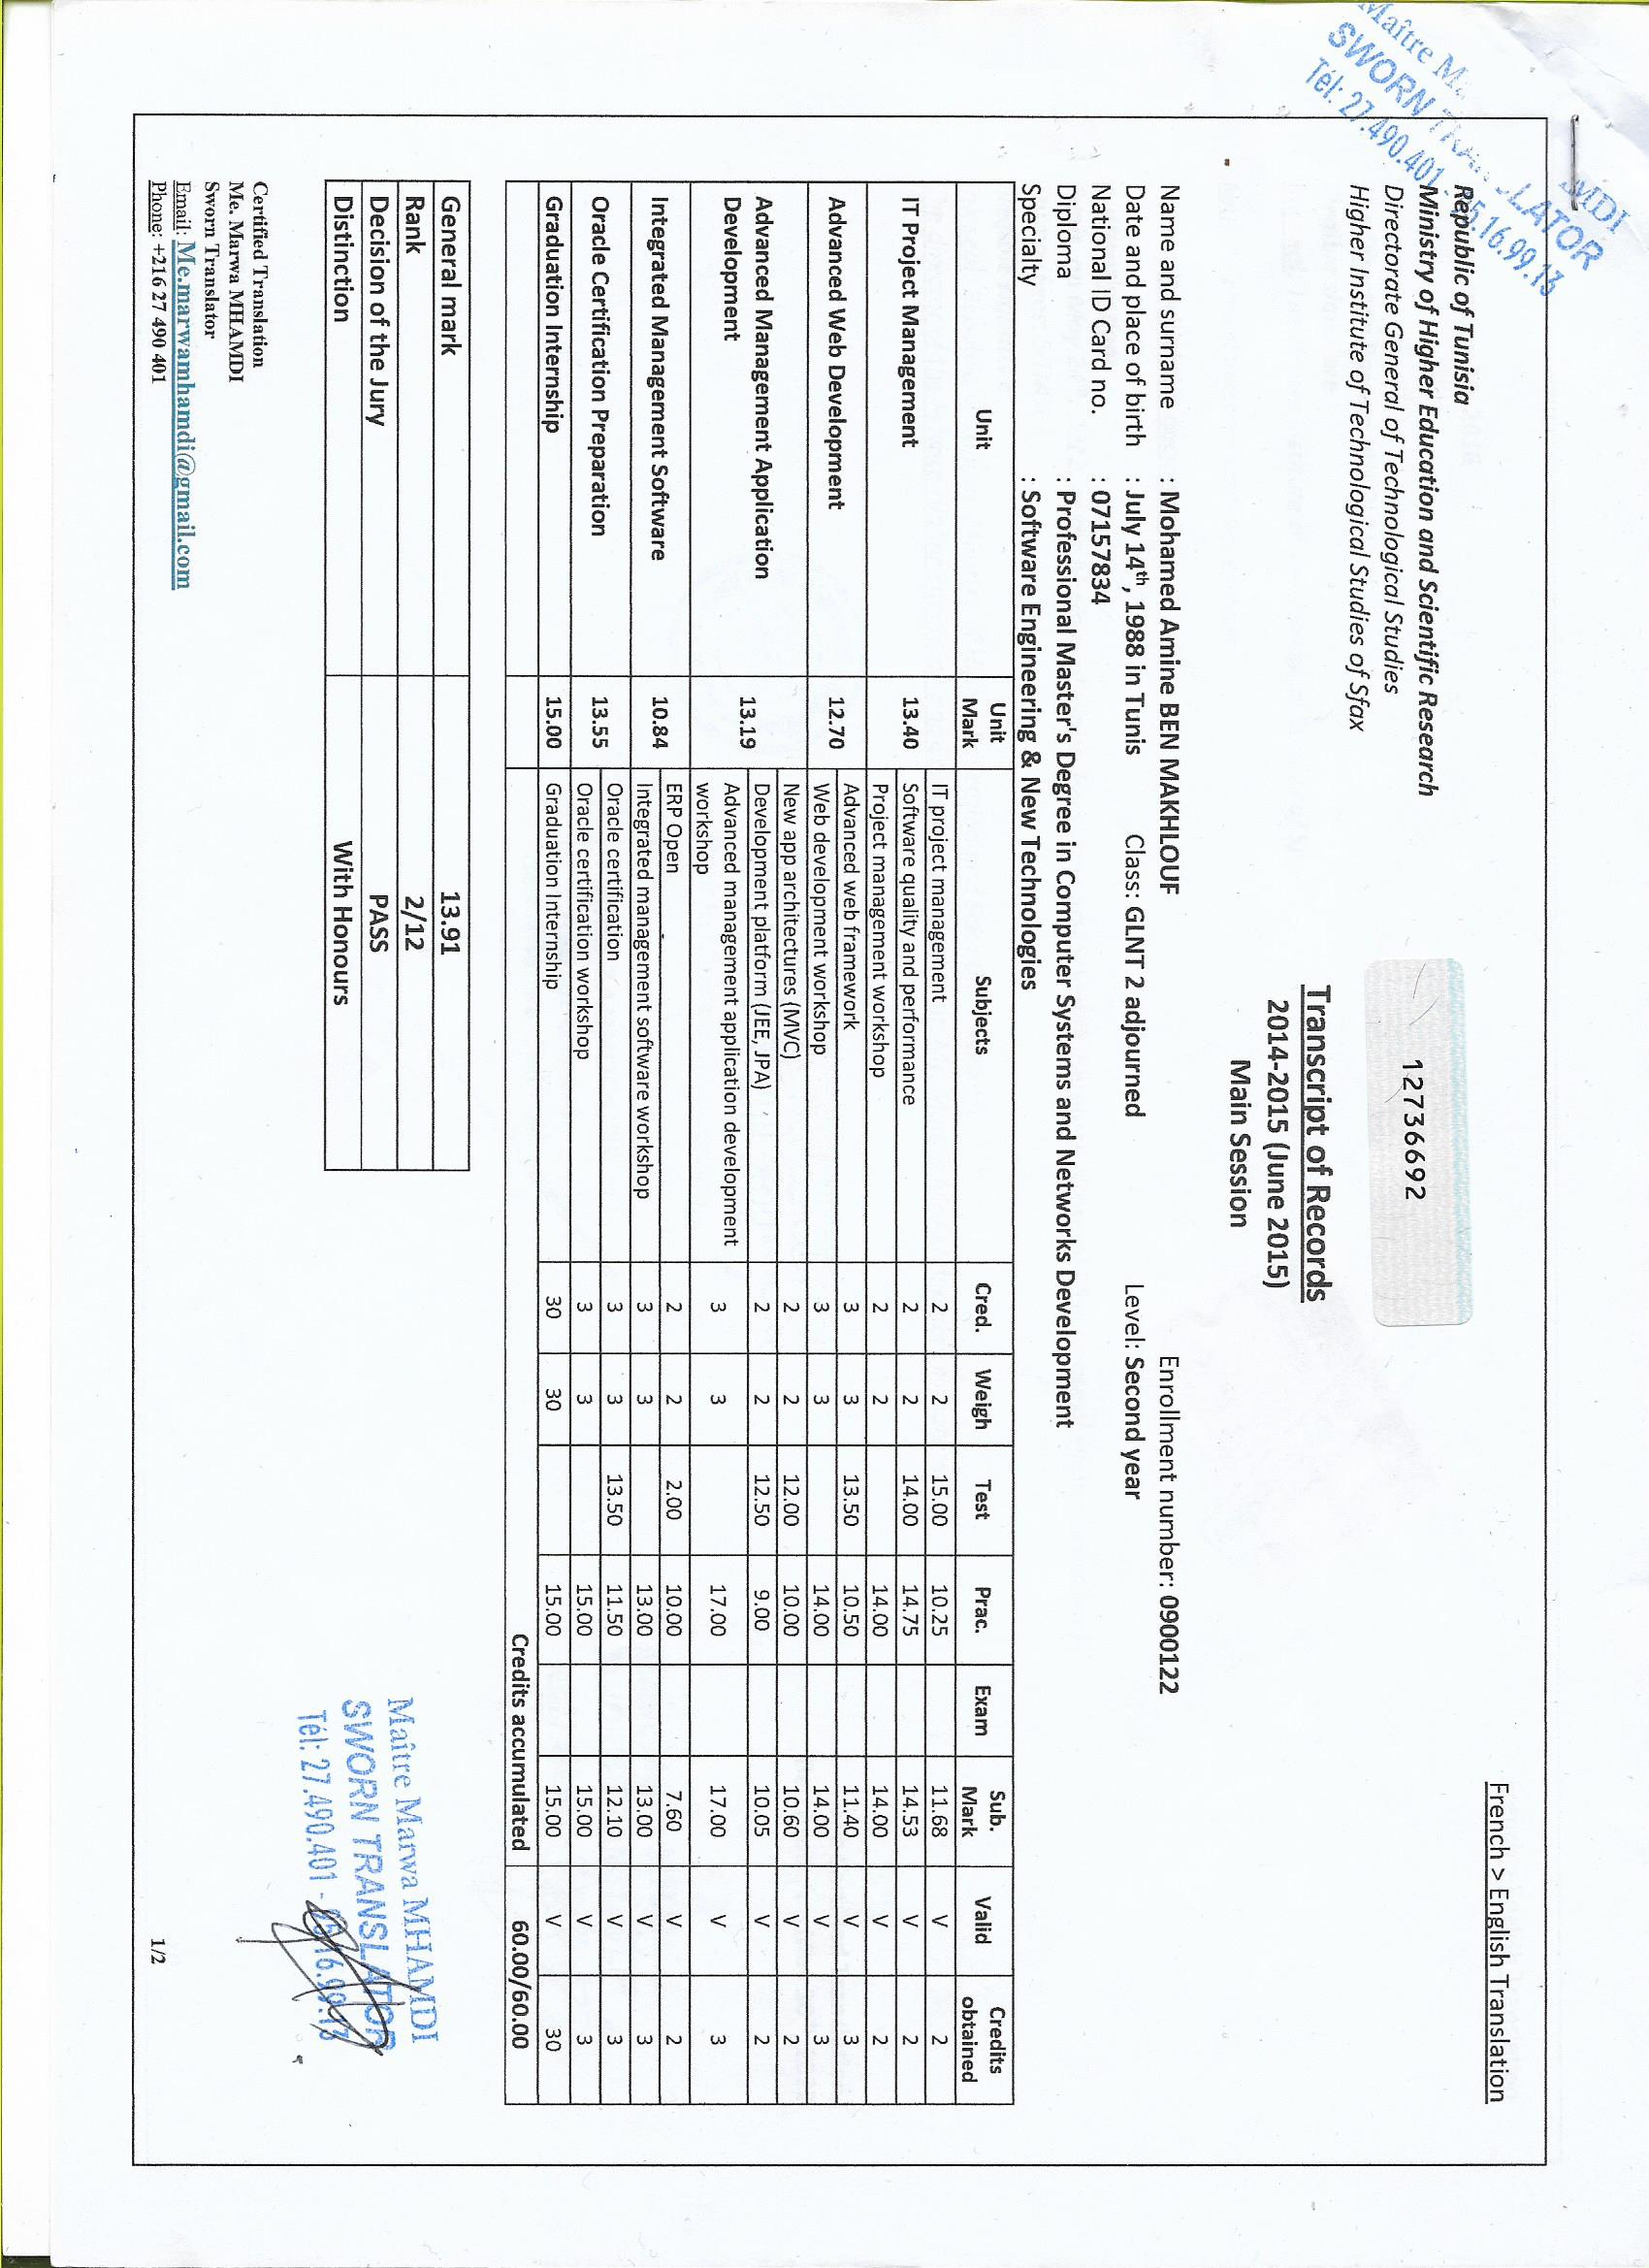 French > English Translation
Maître M
MDI
SWORN TRA LATOR
Tél: 27.490.401 5.16.99.13
Republic of Tunisia
Ministry of Higher Education and Scientific Research
Directorate General of Technological Studies
Higher Institute of Technological Studies of Sfax
12736692
Transcript of Records
2014-2015 (June 2015)
Main Session
Name and surname : Mohamed Amine BEN MAKHLOUF Enrollment number: 0900122
Date and place of birth : July 14th, 1988 in Tunis Class: GLNT 2 adjourned Level: Second year
National ID Card no. : 07157834
Diploma : Professional Master's Degree in Computer Systems and Networks Development
Specialty : Software Engineering & New Technologies
Unit Unit Mark Subjects Cred. Weigh Test Prac. Exam Sub. Mark Valid Credits obtained
IT Project Management 13.40 IT project management 2 2 15.00 10.25 11.68 V 2
Software quality and performance 2 2 14.00 14.75 14.53 V 2
Project management workshop 2 2 14.00 14.00 V 2
Advanced Web Development 12.70 Advanced web framework 3 3 13.50 10.50 11.40 V 3
Web development workshop 3 3 14.00 14.00 V 3
Advanced Management Application Development 13.19 New app architectures (MVC) 2 2 12.00 10.00 10.60 V 2
Development platform (JEE, JPA) 2 2 12.50 9.00 10.05 V 2
Advanced management application development workshop 3 3 17.00 17.00 V 3
Integrated Management Software 10.84 ERP Open 2 2 2.00 10.00 7.60 V 2
Integrated management software workshop 3 3 13.00 13.00 V 3
Oracle Certification Preparation 13.55 Oracle certification 3 3 13.50 11.50 12.10 V 3
Oracle certification workshop 3 3 15.00 15.00 V 3
Graduation Internship 15.00 Graduation Internship 30 30 15.00 15.00 V 30
Credits accumulated 60.00/60.00
General mark 13.91
Rank 2/12
Decision of the Jury PASS
Distinction With Honours
Maître Marwa MHAMDI
SWORN TRANSLATOR
Tél: 27.490.401 - 95.16.99.13
Certified Translation
Me. Marwa MHAMDI
Sworn Translator
Email: Me.marwamhamdi@gmail.com
Phone: +216 27 490 401
1/2